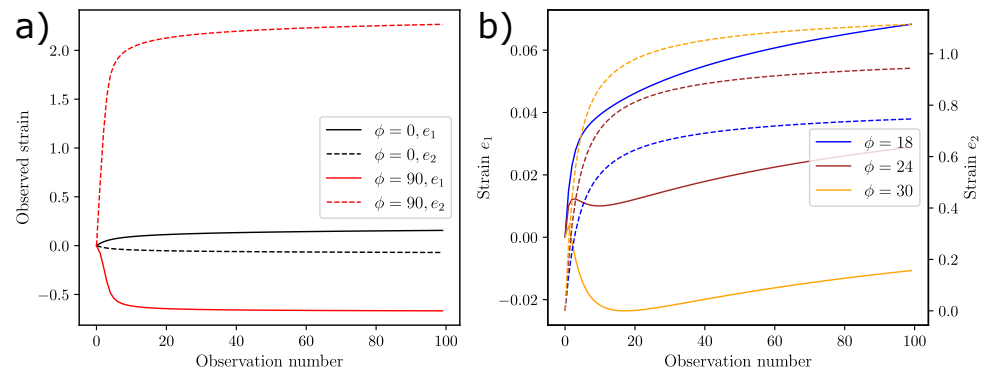 a)
Observed strain
2.0
1.5
1.0
0.5
0.0
−0.5
0
20
40
60
80
100
Observation number
ϕ = 0, e₁
ϕ = 0, e₂
ϕ = 90, e₁
ϕ = 90, e₂
b)
Strain e₁
0.06
0.04
0.02
0.00
−0.02
0
20
40
60
80
100
Observation number
ϕ = 18
ϕ = 24
ϕ = 30
1.0
0.8
0.6
0.4
0.2
0.0
Strain e₂